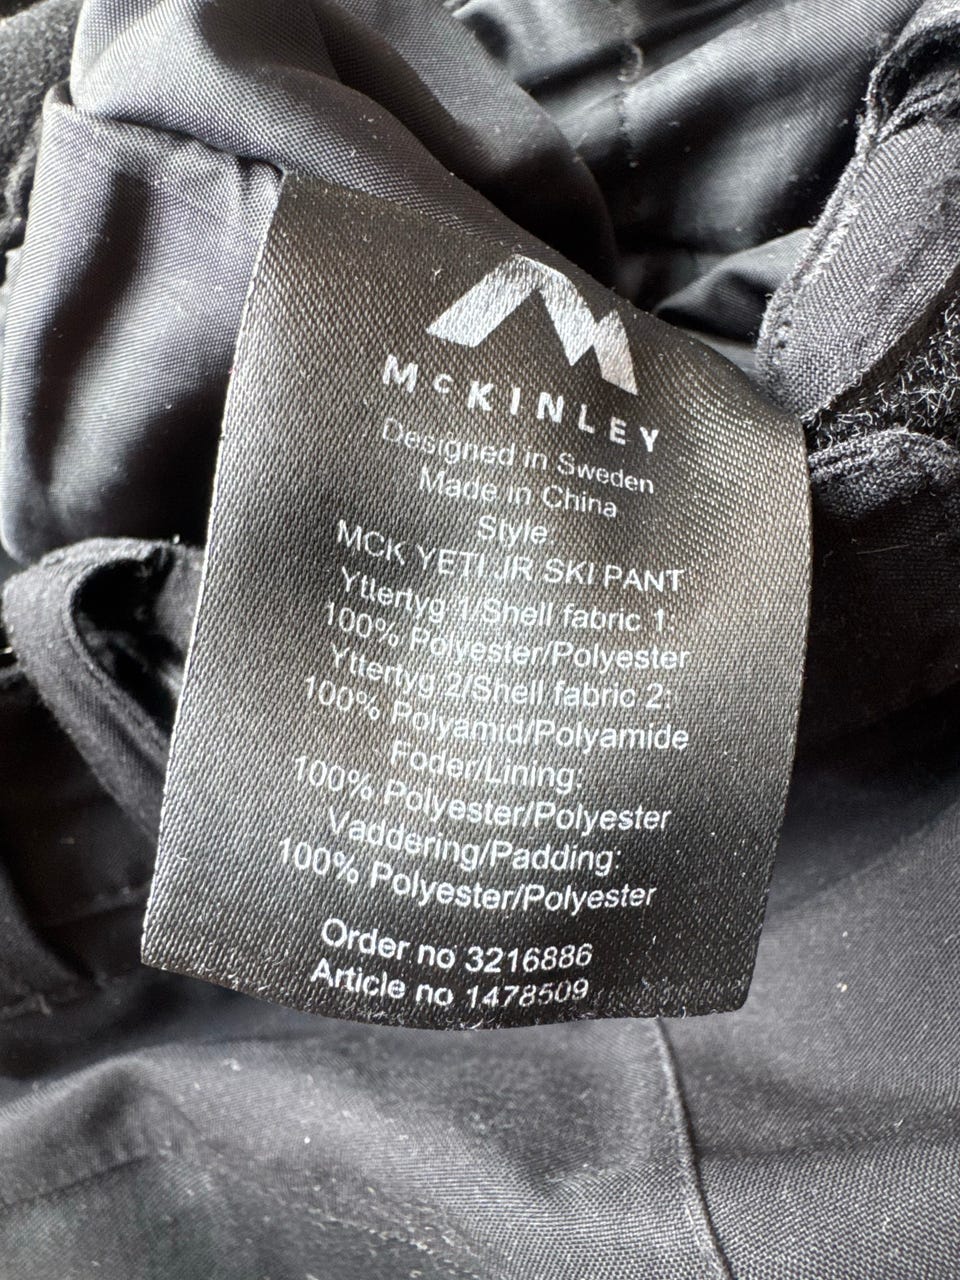 McKINLEY
Designed in Sweden
Made in China
Style
MCK YETI JR SKI PANT
Yttertyg 1/Shell fabric 1:
100% Polyester/Polyester
Yttertyg 2/Shell fabric 2:
100% Polyamid/Polyamide
Foder/Lining:
100% Polyester/Polyester
Vaddering/Padding:
100% Polyester/Polyester
Order no 3216886
Article no 1478509